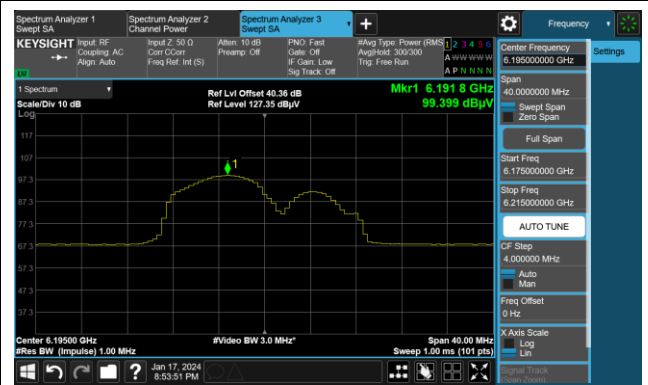 Spectrum Analyzer 1
Swept SA
Spectrum Analyzer 2
Channel Power
Spectrum Analyzer 3
Swept SA
Frequency
KEYSIGHT
Input: RF
Coupling: AC
Align: Auto
Input Z: 50 Ω
Corr CCorr
Freq Ref: Int (S)
Atten: 10 dB
Preamp: Off
PNO: Fast
Gate: Off
IF Gain: Low
Sig Track: Off
#Avg Type: Power (RMS
Avg|Hold: 300/300
Trig: Free Run
1 2 3 4 5 6
A W W W W W
A P N N N N
Center Frequency
6.195000000 GHz
Settings
Span
40.0000000 MHz
Swept Span
Zero Span
Full Span
Start Freq
6.175000000 GHz
Stop Freq
6.215000000 GHz
AUTO TUNE
CF Step
4.000000 MHz
Auto
Man
Freq Offset
0 Hz
X Axis Scale
Log
Lin
Signal Track
(Span Zoom)
1 Spectrum
Scale/Div 10 dB
Log
Ref Lvl Offset 40.36 dB
Ref Level 127.35 dBµV
Mkr1 6.191 8 GHz
99.399 dBµV
117
107
97.3
87.3
77.3
67.3
57.3
47.3
37.3
1
Center 6.19500 GHz
#Res BW (Impulse) 1.00 MHz
#Video BW 3.0 MHz*
Span 40.00 MHz
Sweep 1.00 ms (101 pts)
?
Jan 17, 2024
8:53:51 PM